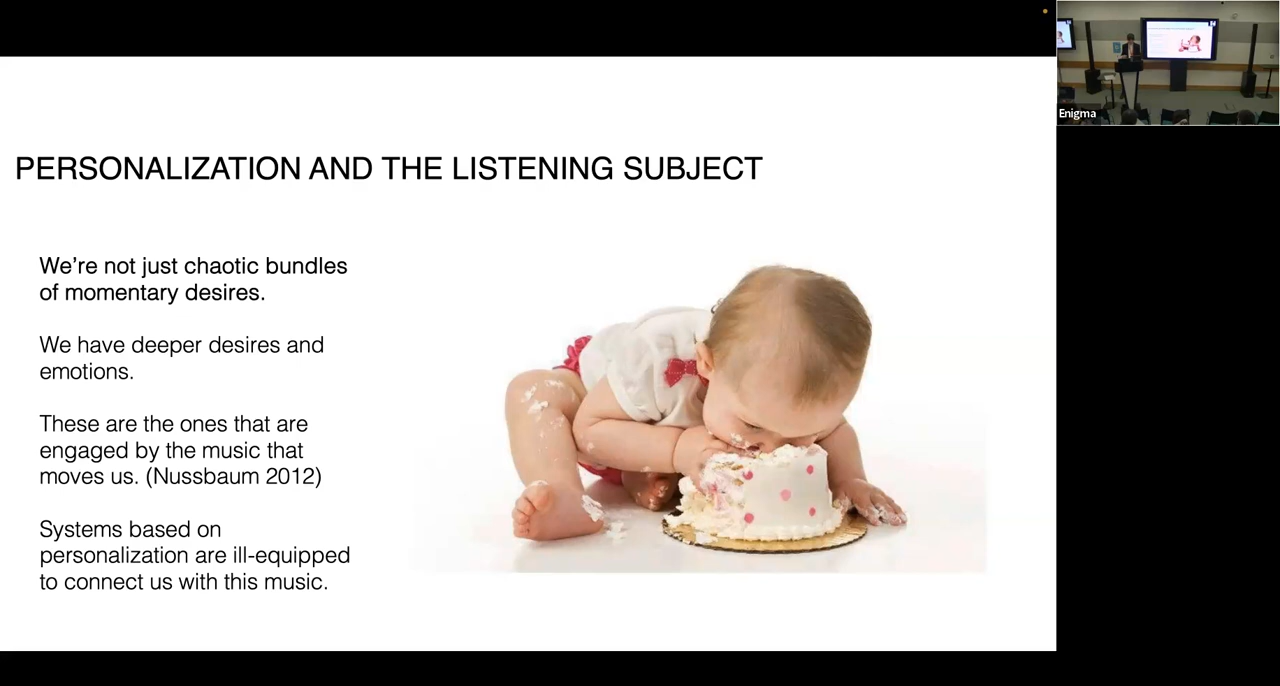 PERSONALIZATION AND THE LISTENING SUBJECT
We’re not just chaotic bundles
of momentary desires.
We have deeper desires and
emotions.
These are the ones that are
engaged by the music that
moves us. (Nussbaum 2012)
Systems based on
personalization are ill-equipped
to connect us with this music.
Enigma